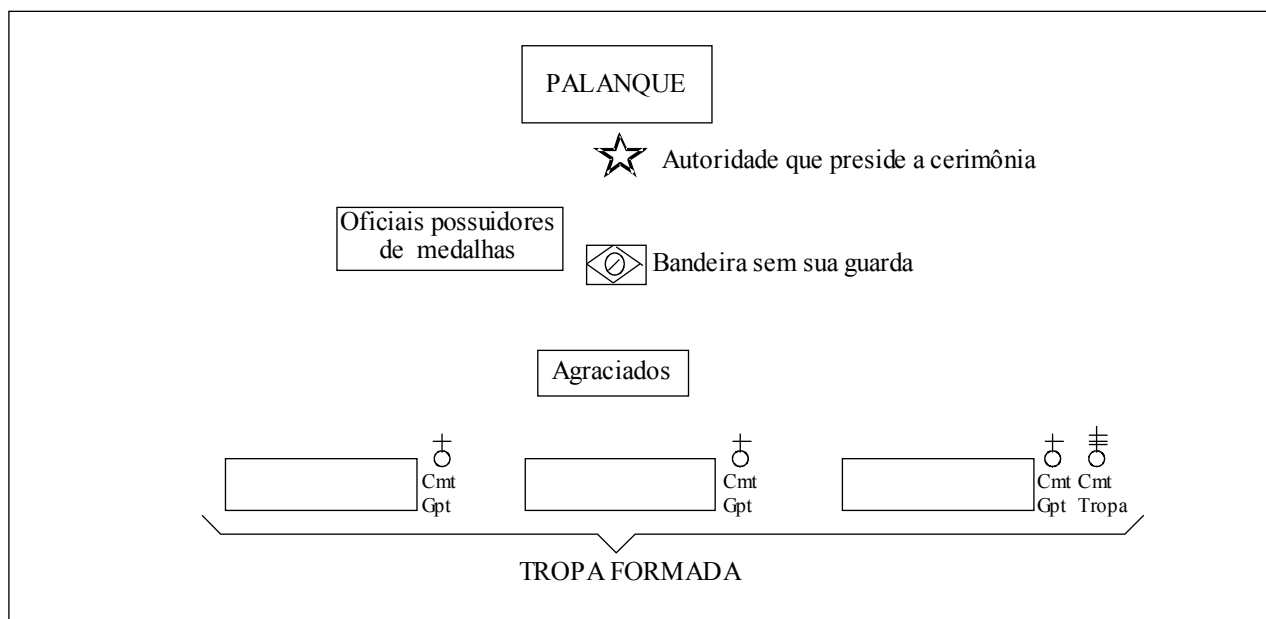 PALANQUE
Autoridade que preside a cerimônia
Oficiais possuidores
de medalhas
Bandeira sem sua guarda
Agraciados
Cmt
Gpt
Cmt
Gpt
Cmt Cmt
Gpt Tropa
TROPA FORMADA